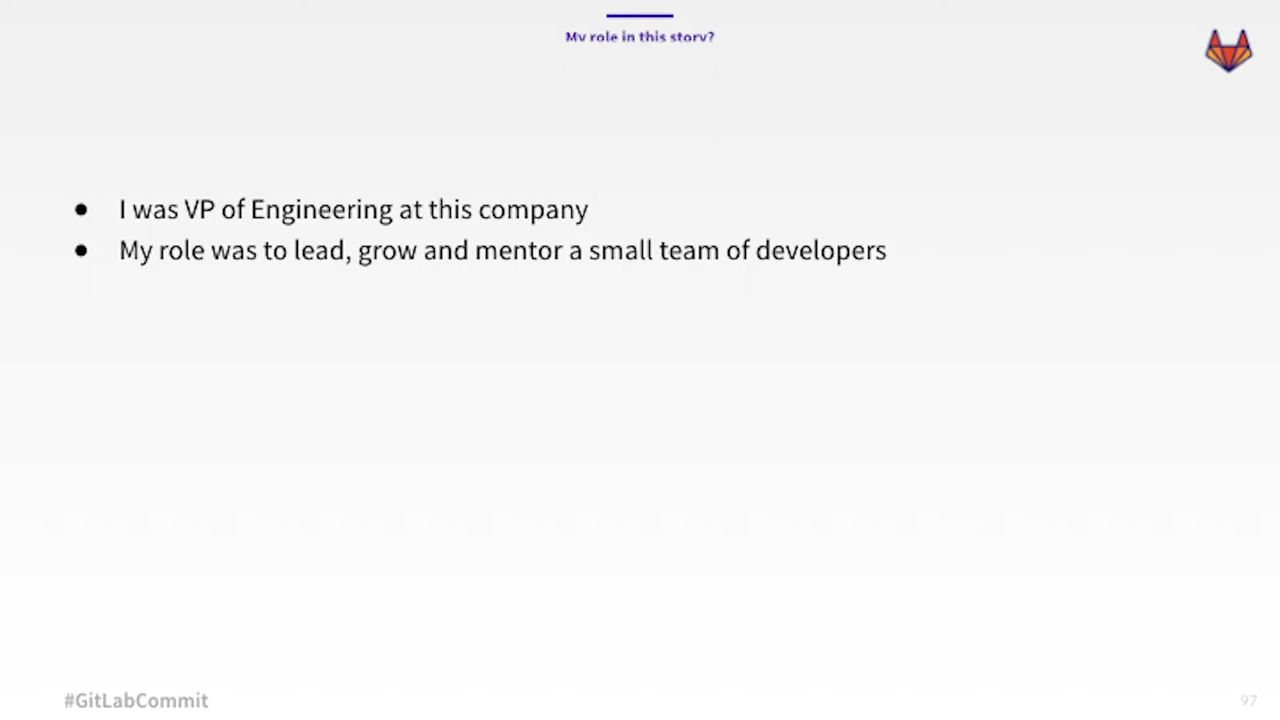 My role in this story?
● I was VP of Engineering at this company
● My role was to lead, grow and mentor a small team of developers
#GitLabCommit
97